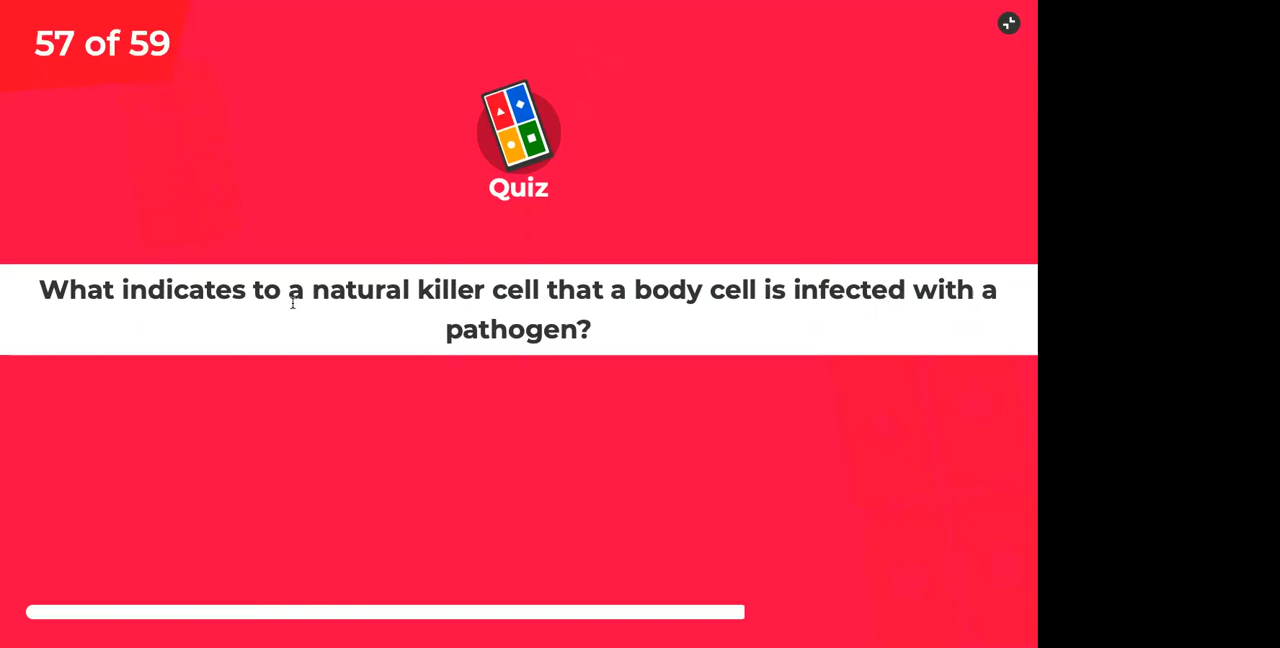 57 of 59
Quiz
What indicates to a natural killer cell that a body cell is infected with a
pathogen?